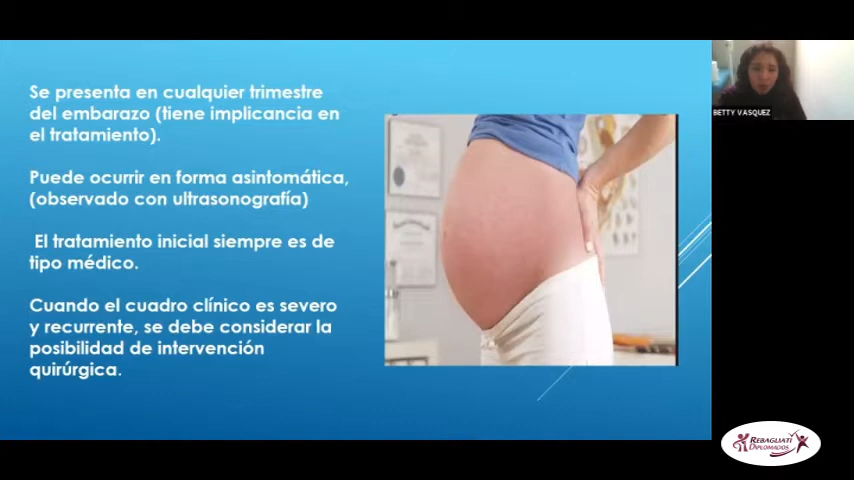 Se presenta en cualquier trimestre
del embarazo (tiene implicancia en
el tratamiento).
Puede ocurrir en forma asintomática,
(observado con ultrasonografía)
El tratamiento inicial siempre es de
tipo médico.
Cuando el cuadro clínico es severo
y recurrente, se debe considerar la
posibilidad de intervención
quirúrgica.
BETTY VASQUEZ
REBAGLIATI
DIPLOMADOS